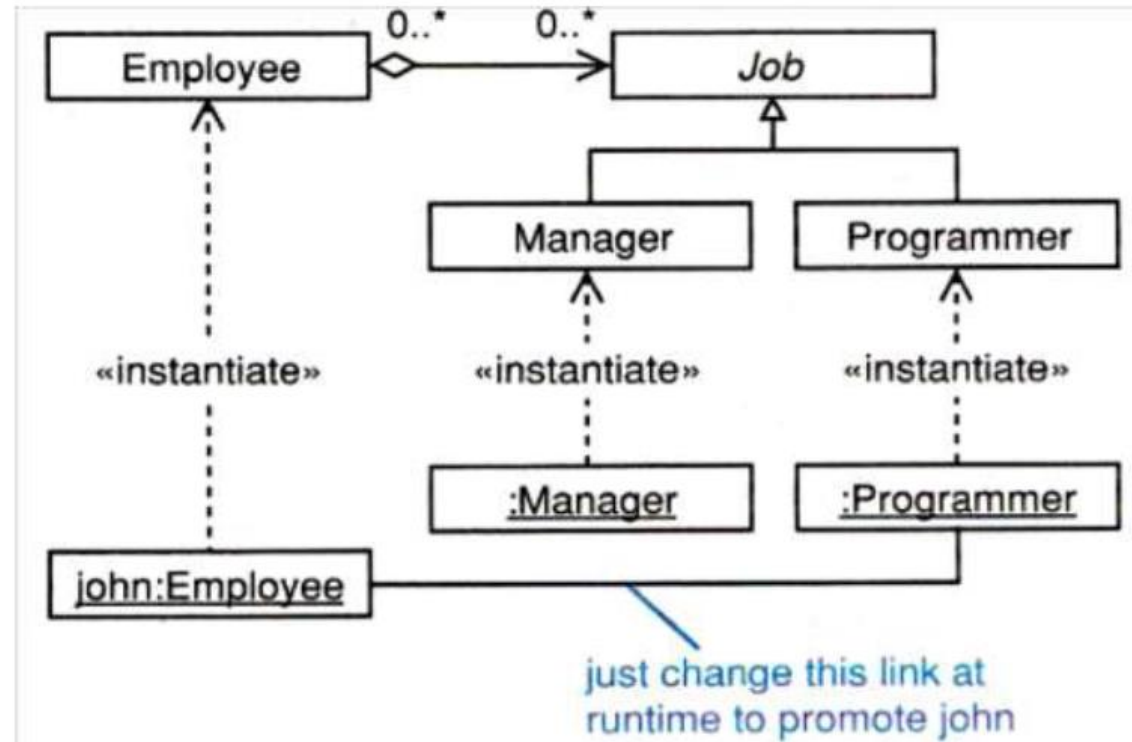 0..* 0..*
Employee Job
Manager Programmer
«instantiate» «instantiate» «instantiate»
:Manager :Programmer
john:Employee
just change this link at
runtime to promote john